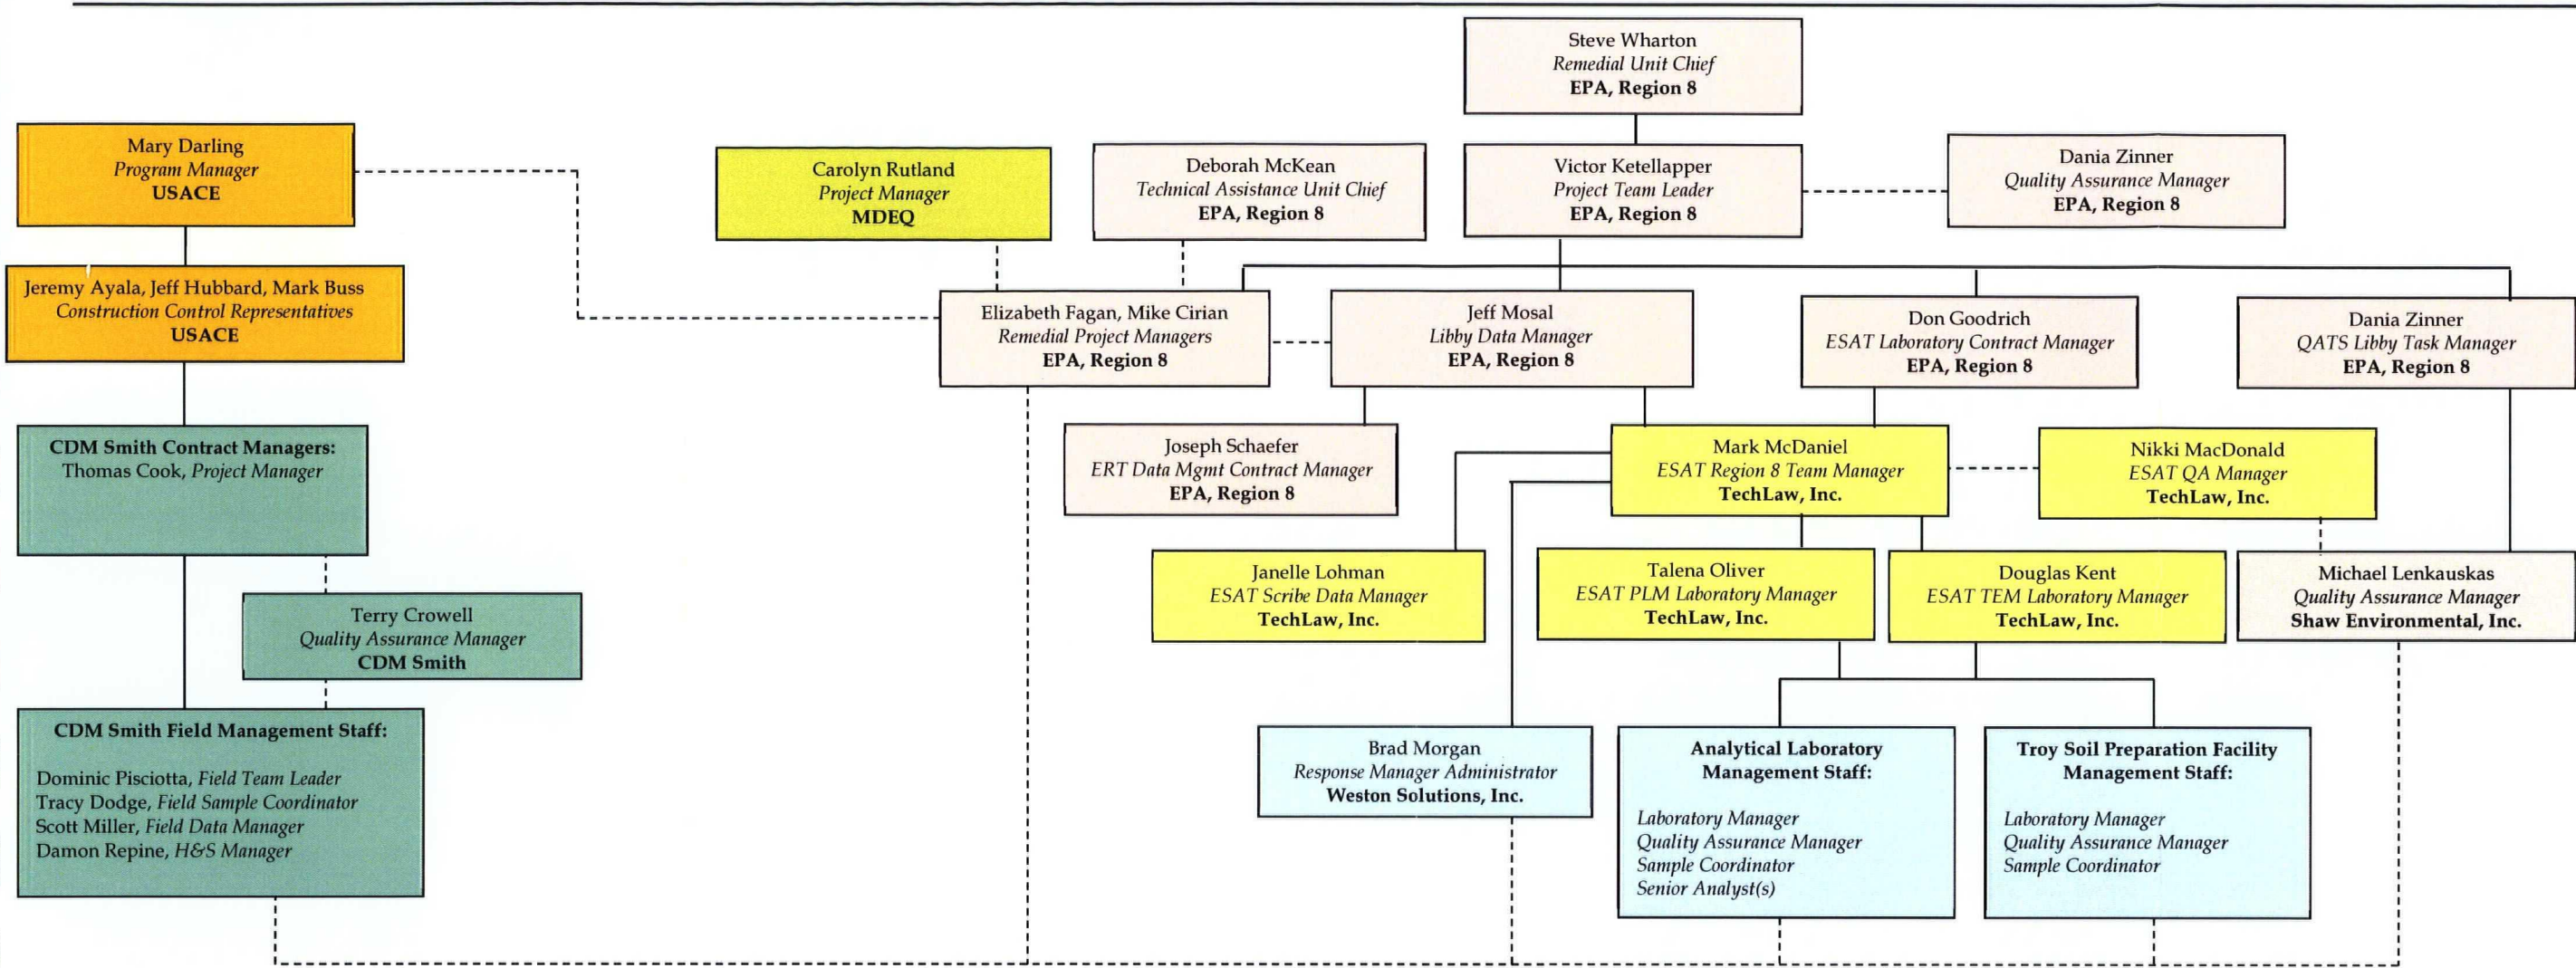 Steve Wharton
Remedial Unit Chief
EPA, Region 8
Mary Darling
Program Manager
USACE
Carolyn Rutland
Project Manager
MDEQ
Deborah McKean
Technical Assistance Unit Chief
EPA, Region 8
Victor Ketellapper
Project Team Leader
EPA, Region 8
Dania Zinner
Quality Assurance Manager
EPA, Region 8
Jeremy Ayala, Jeff Hubbard, Mark Buss
Construction Control Representatives
USACE
Elizabeth Fagan, Mike Cirian
Remedial Project Managers
EPA, Region 8
Jeff Mosal
Libby Data Manager
EPA, Region 8
Don Goodrich
ESAT Laboratory Contract Manager
EPA, Region 8
Dania Zinner
QATS Libby Task Manager
EPA, Region 8
CDM Smith Contract Managers:
Thomas Cook, Project Manager
Joseph Schaefer
ERT Data Mgmt Contract Manager
EPA, Region 8
Mark McDaniel
ESAT Region 8 Team Manager
TechLaw, Inc.
Nikki MacDonald
ESAT QA Manager
TechLaw, Inc.
Janelle Lohman
ESAT Scribe Data Manager
TechLaw, Inc.
Talena Oliver
ESAT PLM Laboratory Manager
TechLaw, Inc.
Douglas Kent
ESAT TEM Laboratory Manager
TechLaw, Inc.
Michael Lenkauskas
Quality Assurance Manager
Shaw Environmental, Inc.
Terry Crowell
Quality Assurance Manager
CDM Smith
CDM Smith Field Management Staff:
Dominic Pisciotta, Field Team Leader
Tracy Dodge, Field Sample Coordinator
Scott Miller, Field Data Manager
Damon Repine, H&S Manager
Brad Morgan
Response Manager Administrator
Weston Solutions, Inc.
Analytical Laboratory
Management Staff:
Laboratory Manager
Quality Assurance Manager
Sample Coordinator
Senior Analyst(s)
Troy Soil Preparation Facility
Management Staff:
Laboratory Manager
Quality Assurance Manager
Sample Coordinator